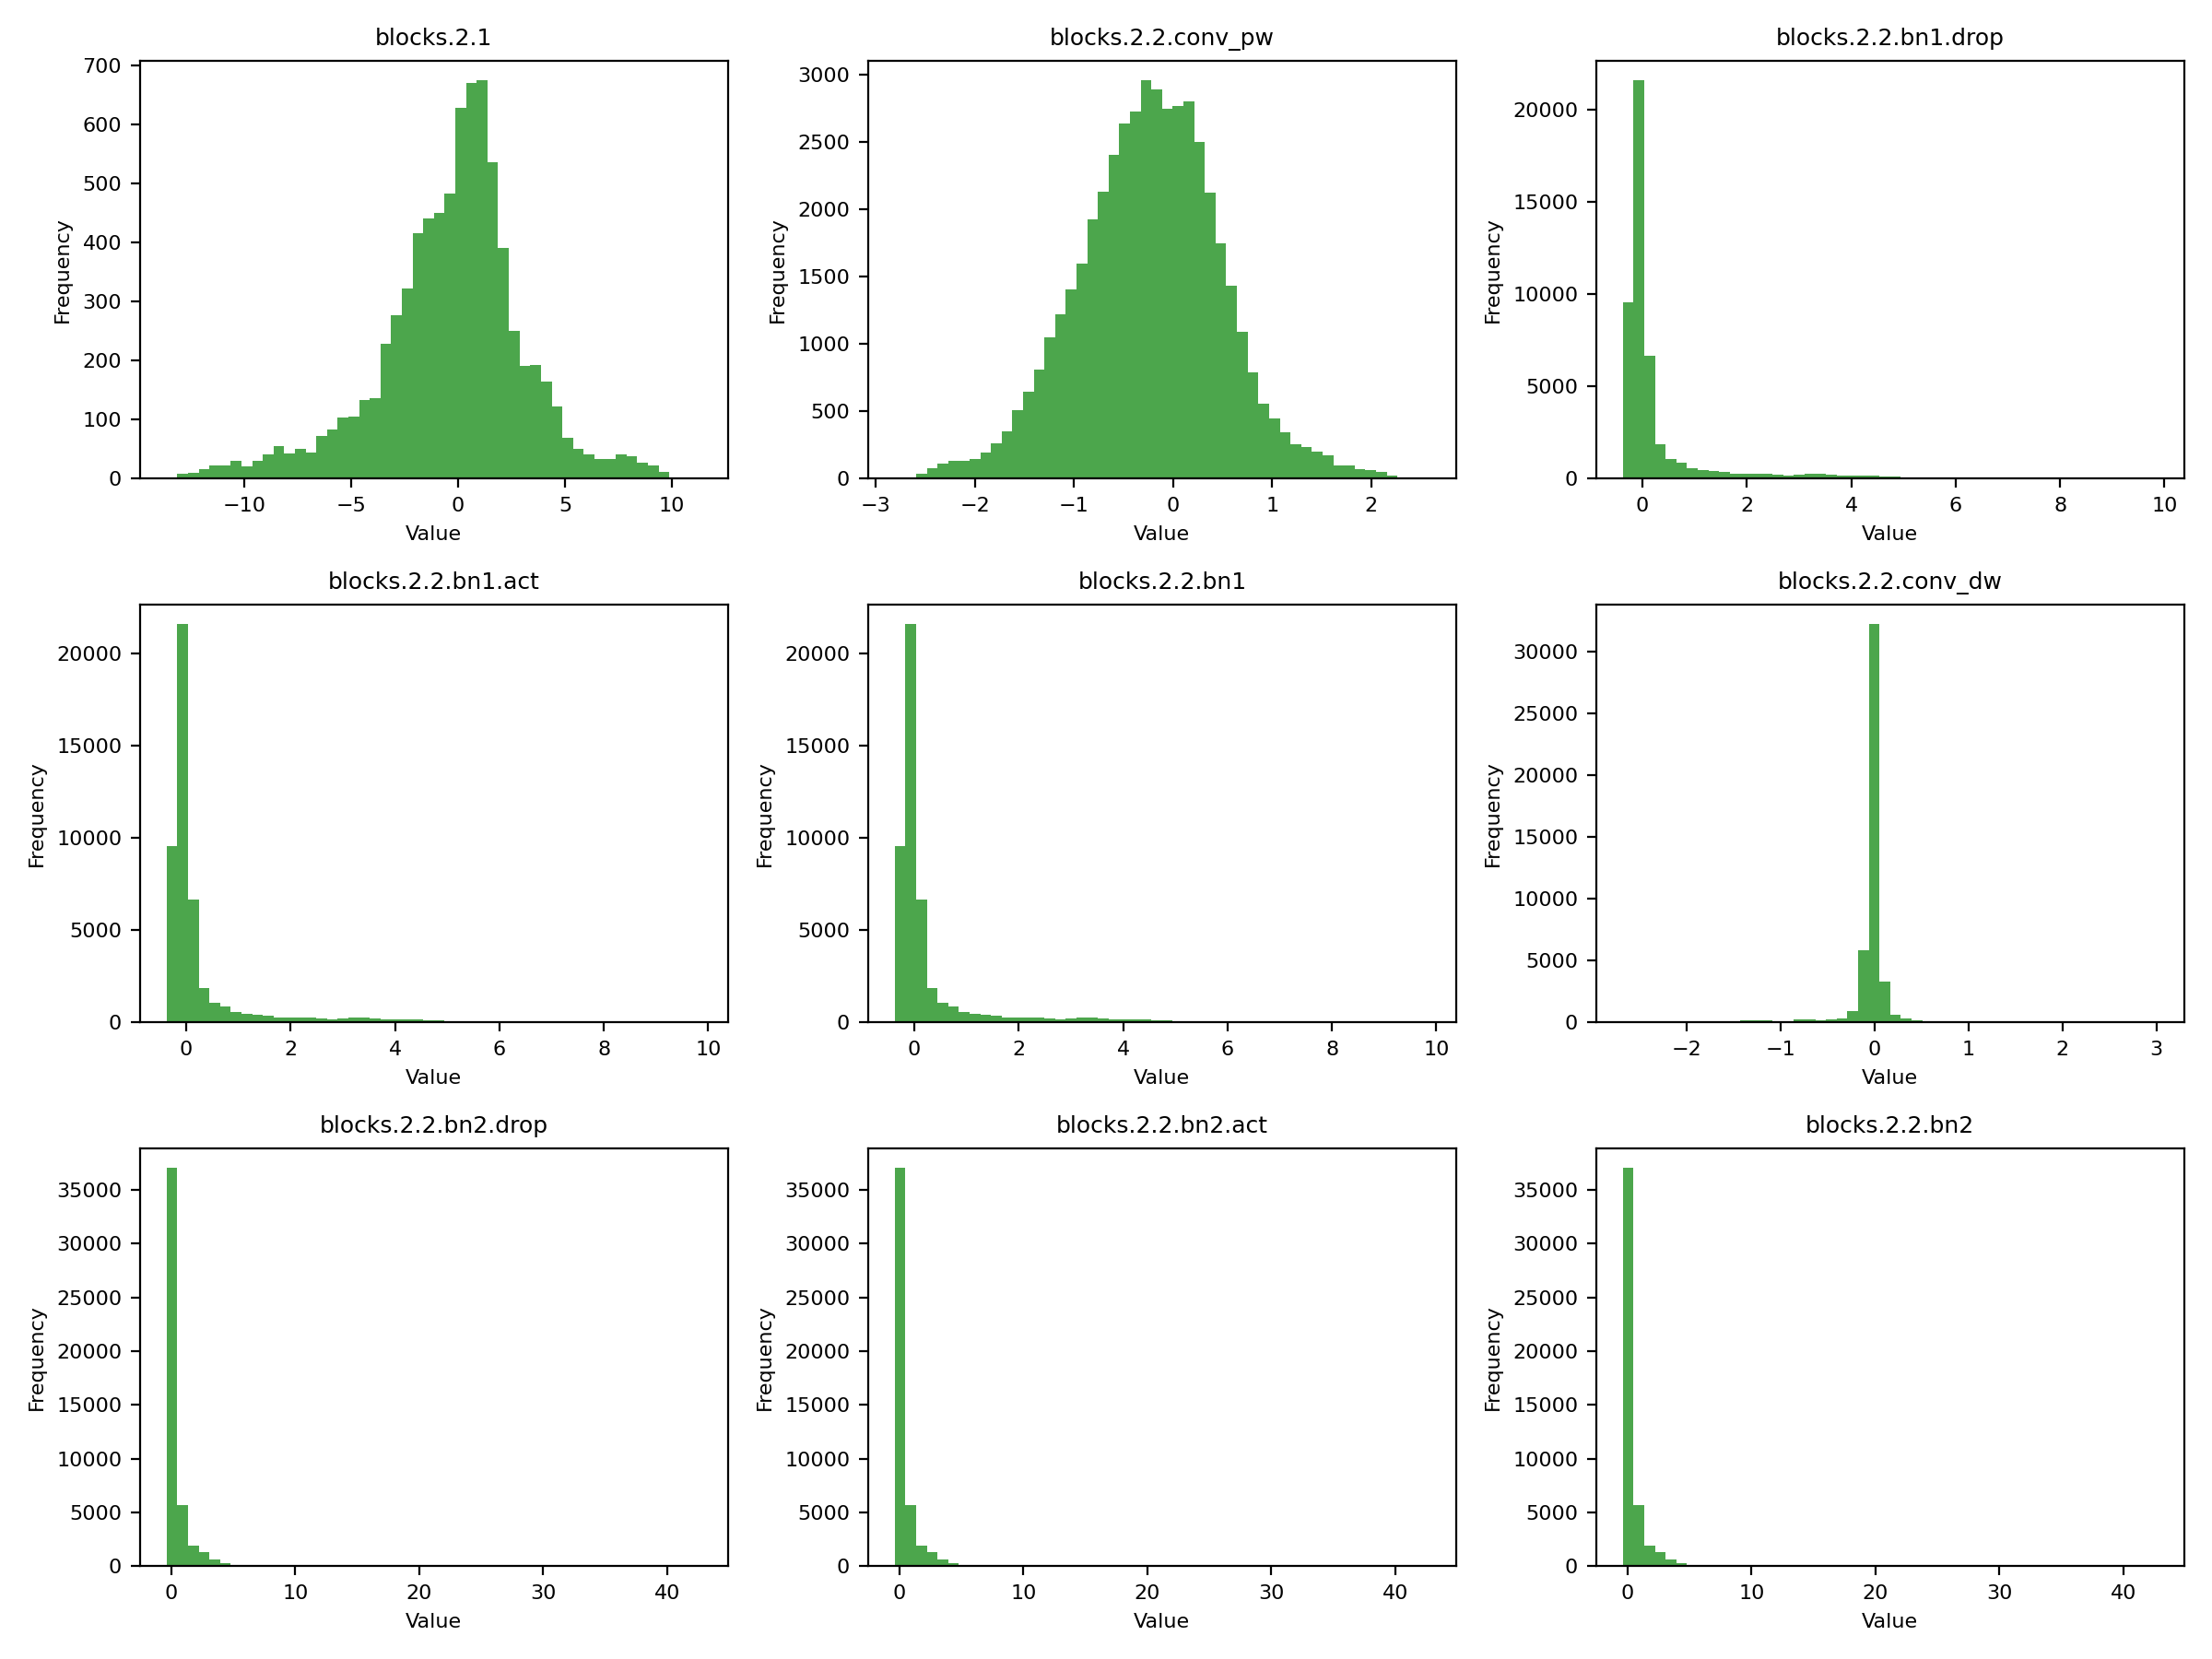 blocks.2.1
700
600
500
400
300
200
100
0
Frequency
−10 −5 0 5 10
Value
blocks.2.2.conv_pw
3000
2500
2000
1500
1000
500
0
Frequency
−3 −2 −1 0 1 2
Value
blocks.2.2.bn1.drop
20000
15000
10000
5000
0
Frequency
0 2 4 6 8 10
Value
blocks.2.2.bn1.act
20000
15000
10000
5000
0
Frequency
0 2 4 6 8 10
Value
blocks.2.2.bn1
20000
15000
10000
5000
0
Frequency
0 2 4 6 8 10
Value
blocks.2.2.conv_dw
30000
25000
20000
15000
10000
5000
0
Frequency
−2 −1 0 1 2 3
Value
blocks.2.2.bn2.drop
35000
30000
25000
20000
15000
10000
5000
0
Frequency
0 10 20 30 40
Value
blocks.2.2.bn2.act
35000
30000
25000
20000
15000
10000
5000
0
Frequency
0 10 20 30 40
Value
blocks.2.2.bn2
35000
30000
25000
20000
15000
10000
5000
0
Frequency
0 10 20 30 40
Value